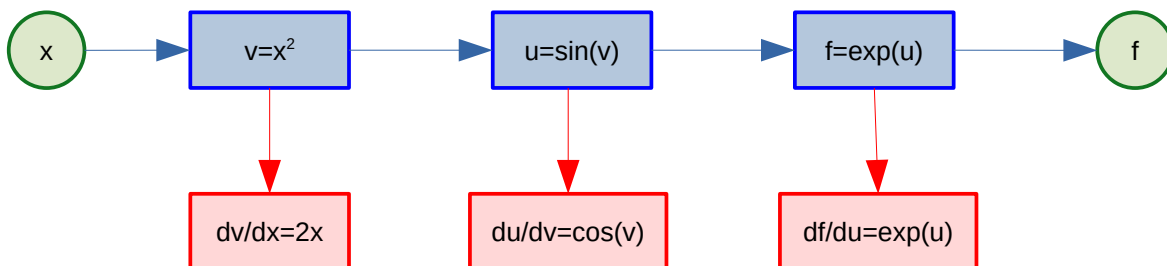 x
v=x²
u=sin(v)
f=exp(u)
f
dv/dx=2x
du/dv=cos(v)
df/du=exp(u)